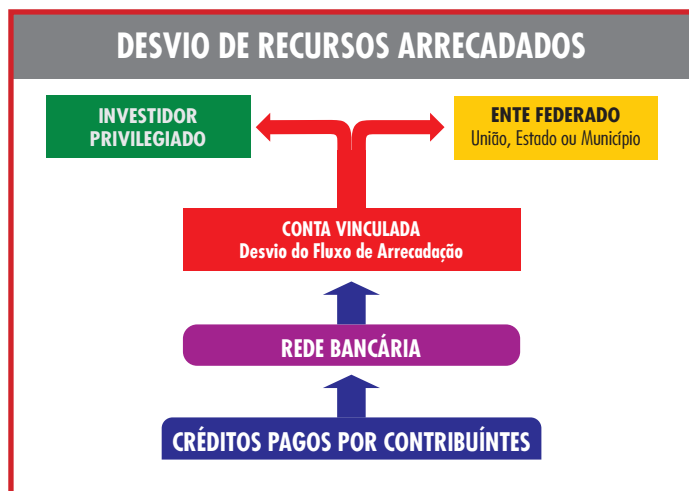 DESVIO DE RECURSOS ARRECADADOS
INVESTIDOR
PRIVILEGIADO
ENTE FEDERADO
União, Estado ou Município
CONTA VINCULADA
Desvio do Fluxo de Arrecadação
REDE BANCÁRIA
CRÉDITOS PAGOS POR CONTRIBUÍNTES